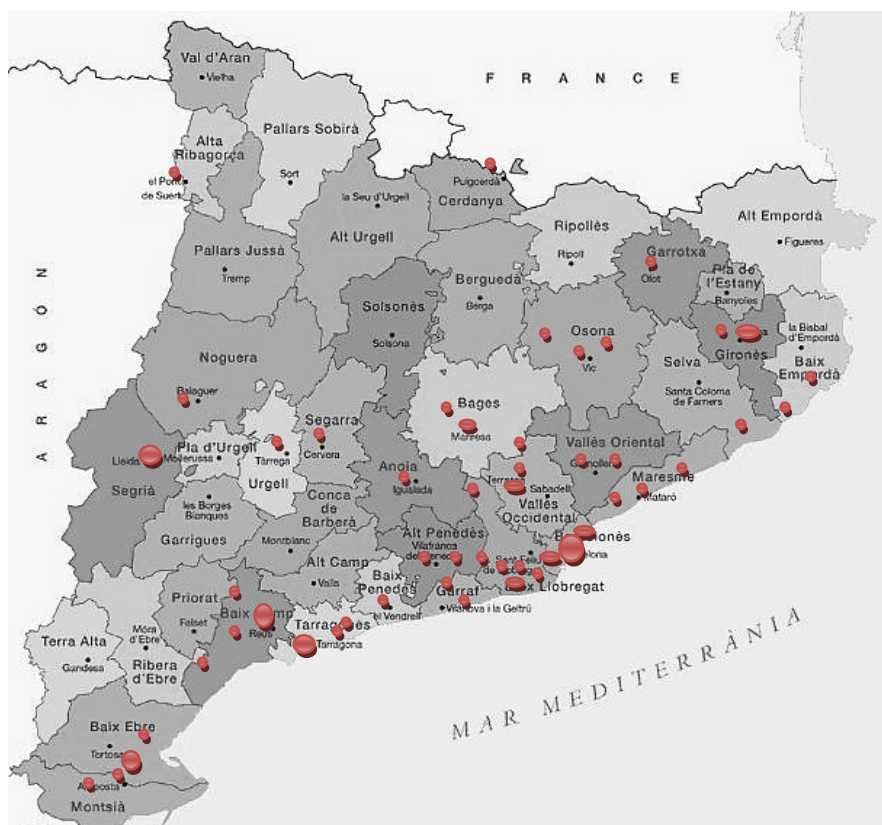 Val d'Aran
Vielha
FRANCE
Alta
Ribagorça
Pallars Sobirà
el Pont
de Suert
Sort
la Seu d'Urgell
Puigcerdà
Cerdanya
Alt Urgell
Ripollès
Ripoll
Garrotxa
Olot
Alt Empordà
Figueres
Pallars Jussà
Tremp
Berguedà
Berga
Pla de
l'Estany
Banyoles
ARAGÓN
Solsonès
Solsona
Osona
Vic
Gironès
la Bisbal
d'Empordà
Baix
Empordà
Noguera
Balaguer
Selva
Santa Coloma
de Farners
Bages
Manresa
Segarra
Cervera
Pla d'Urgell
Mollerussa
Lleida
Segrià
Tàrrega
Urgell
Vallès Oriental
Granollers
Maresme
Mataró
Anoia
Igualada
Terrassa
Sabadell
Vallès
Occidental
les Borges
Blanques
Garrigues
Conca
de Barberà
Montblanc
Alt Penedès
Vilafranca
Sant Feliu
Alt Camp
Valls
Baix
Penedès
el Vendrell
Garraf
Vilanova i la Geltrú
Llobregat
Priorat
Falset
Baix
Reus
Tarragonès
Tarragona
Terra Alta
Gandesa
Móra
d'Ebre
Ribera
d'Ebre
MAR MEDITERRÀNIA
Baix Ebre
Tortosa
Montsià